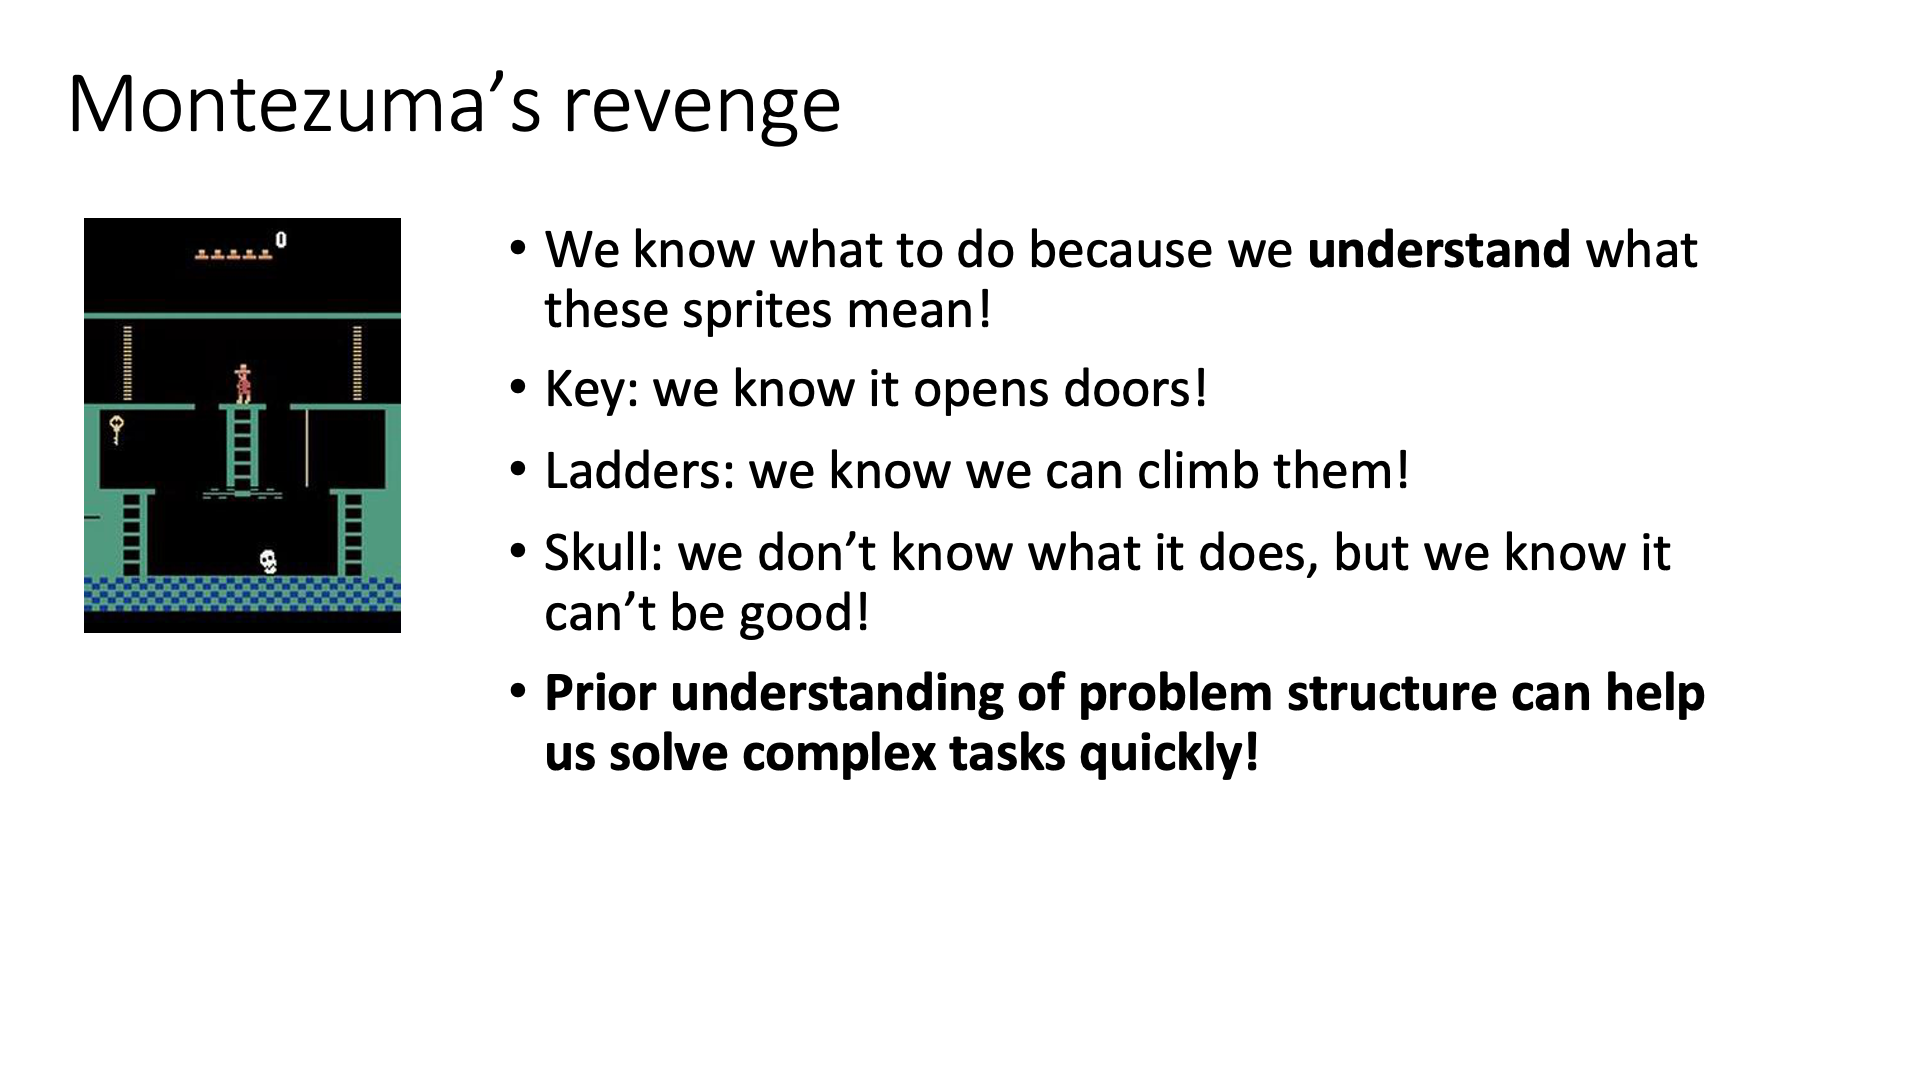 Montezuma’s revenge
0
• We know what to do because we understand what
these sprites mean!
• Key: we know it opens doors!
• Ladders: we know we can climb them!
• Skull: we don’t know what it does, but we know it
can’t be good!
• Prior understanding of problem structure can help
us solve complex tasks quickly!